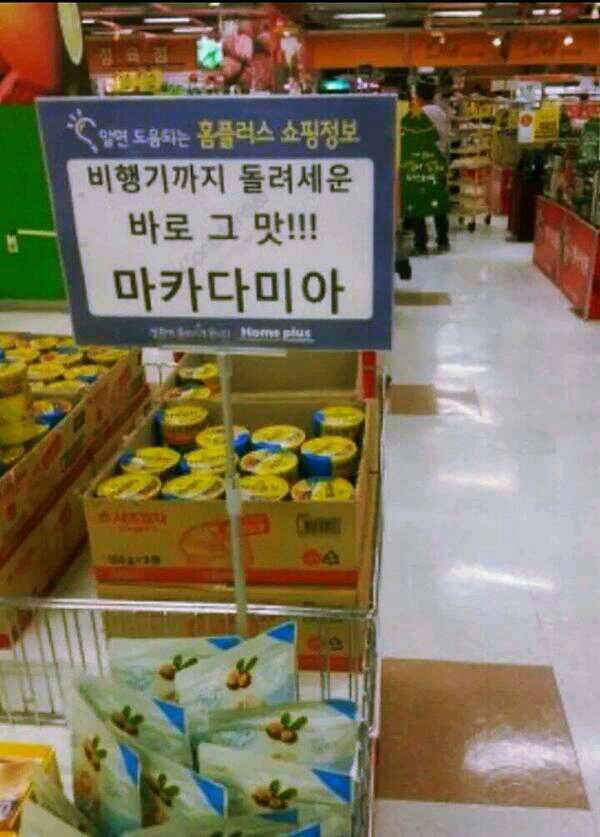 알면 도움되는 홈플러스 쇼핑정보
비행기까지 돌려세운
바로 그 맛!!!
마카다미아
Home plus